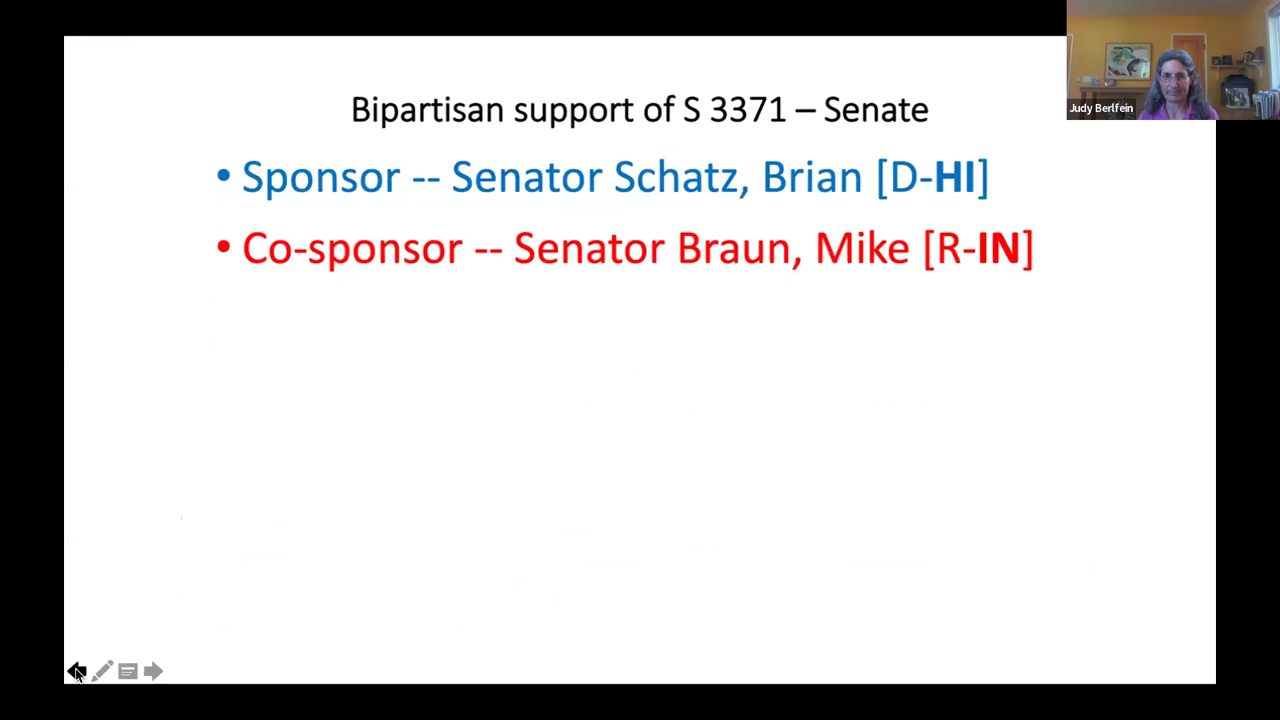 Judy Berlfein
Bipartisan support of S 3371 – Senate
• Sponsor -- Senator Schatz, Brian [D-HI]
• Co-sponsor -- Senator Braun, Mike [R-IN]